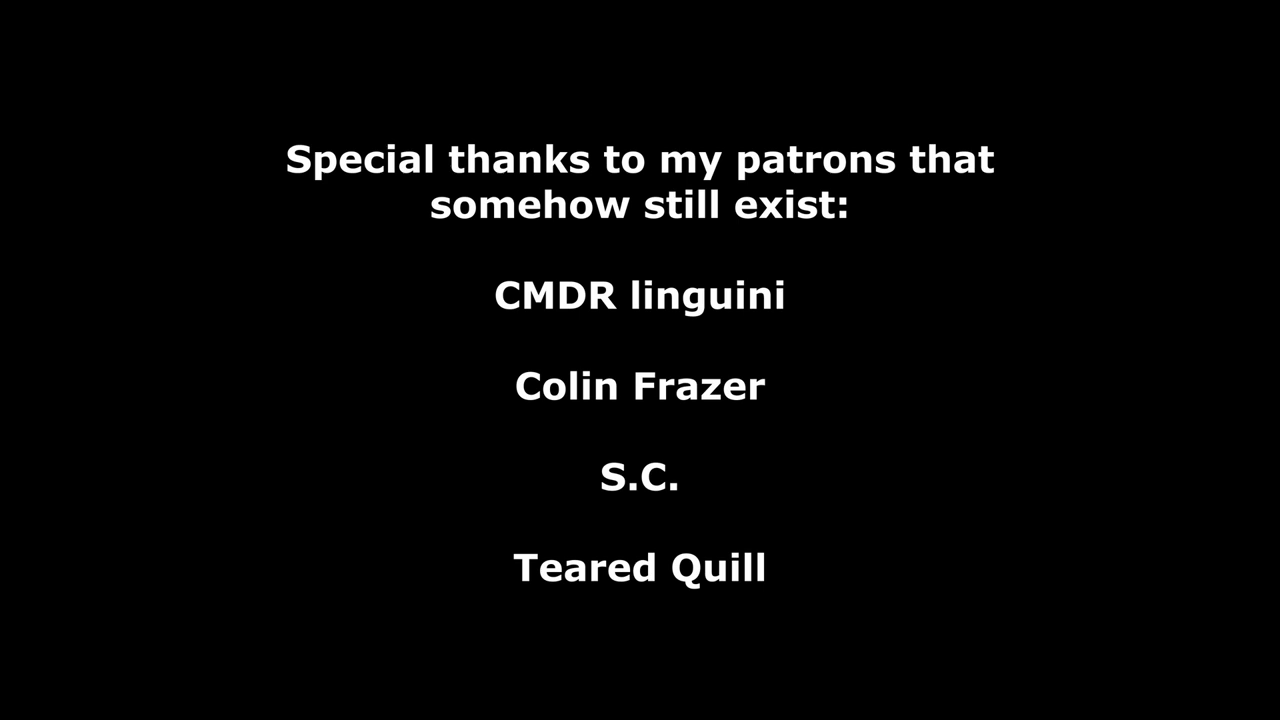 Special thanks to my patrons that
somehow still exist:
CMDR linguini
Colin Frazer
S.C.
Teared Quill